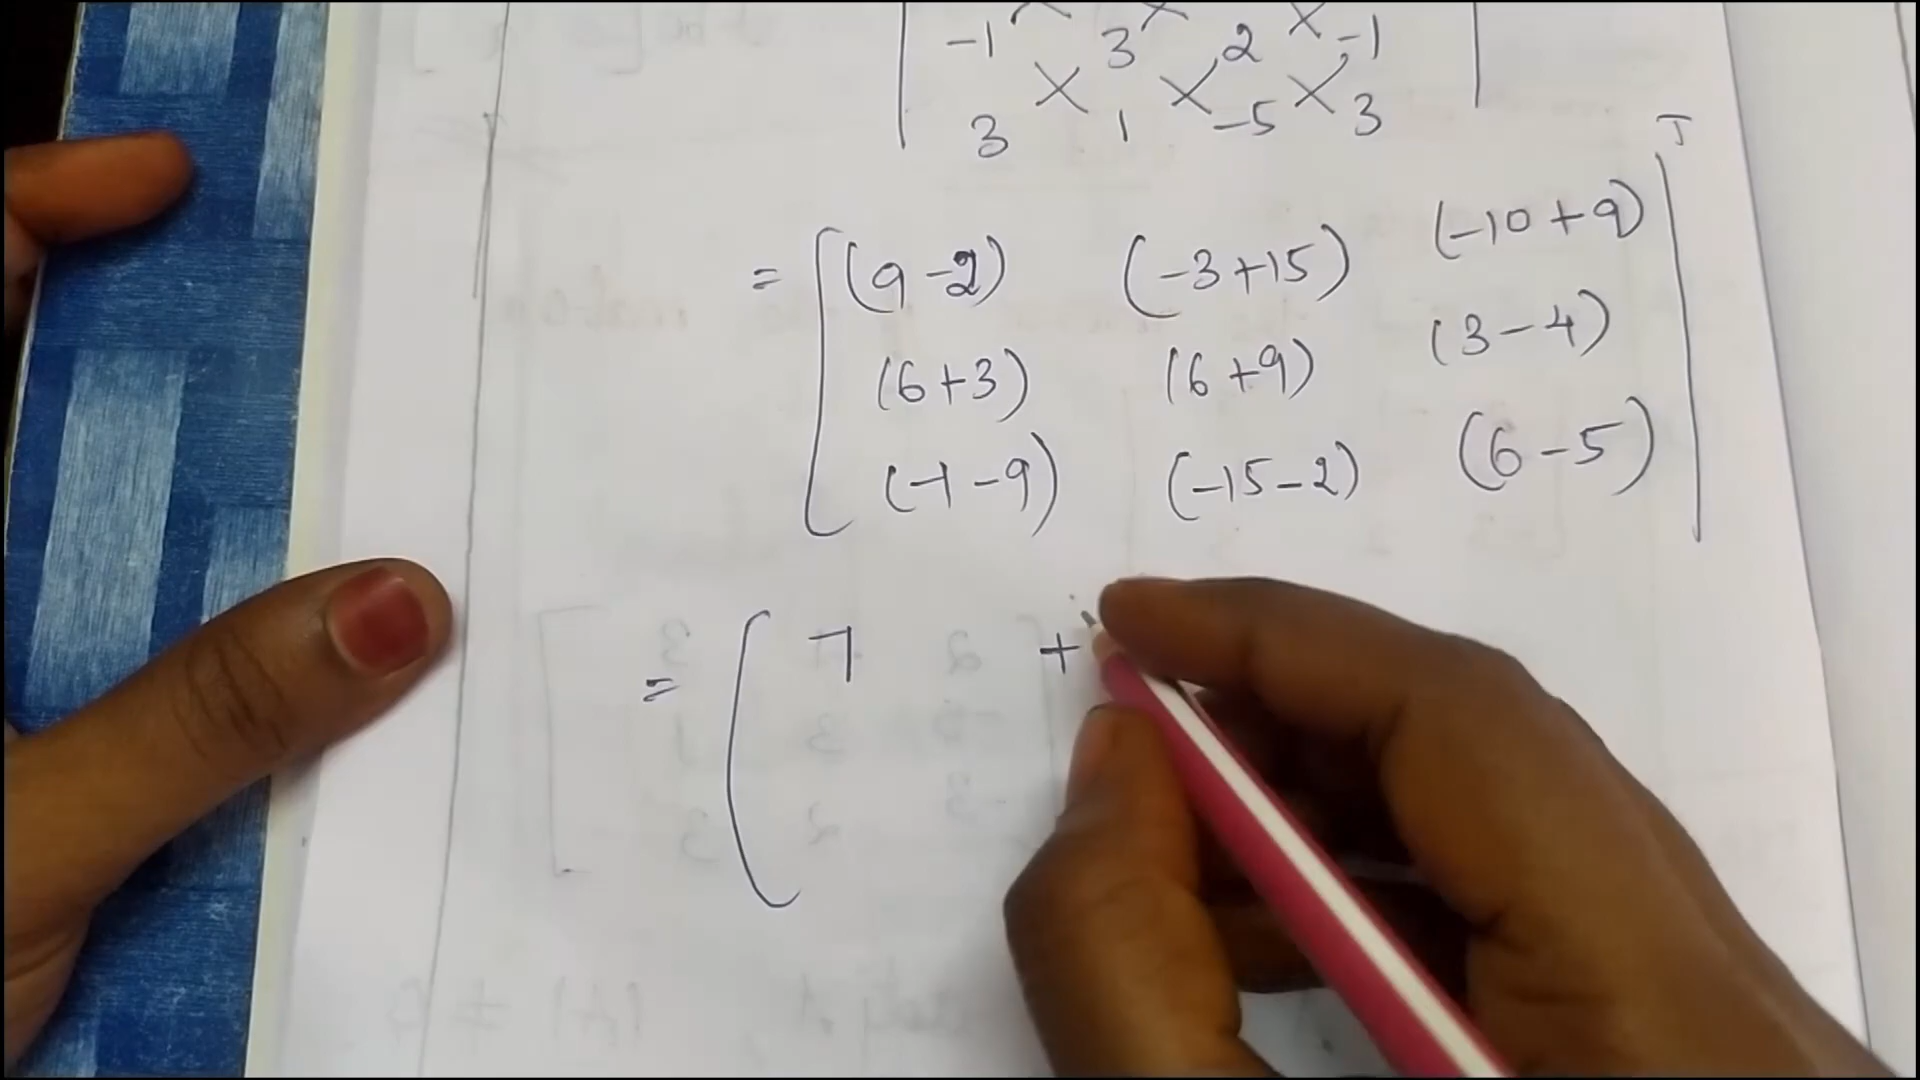 -1 3 2 -1
3 1 -5 3
T
= [(9-2) (-3+15) (-10+9)
(6+3) (6+9) (3-4)
(-1-9) (-15-2) (6-5)]
= ( 7 +